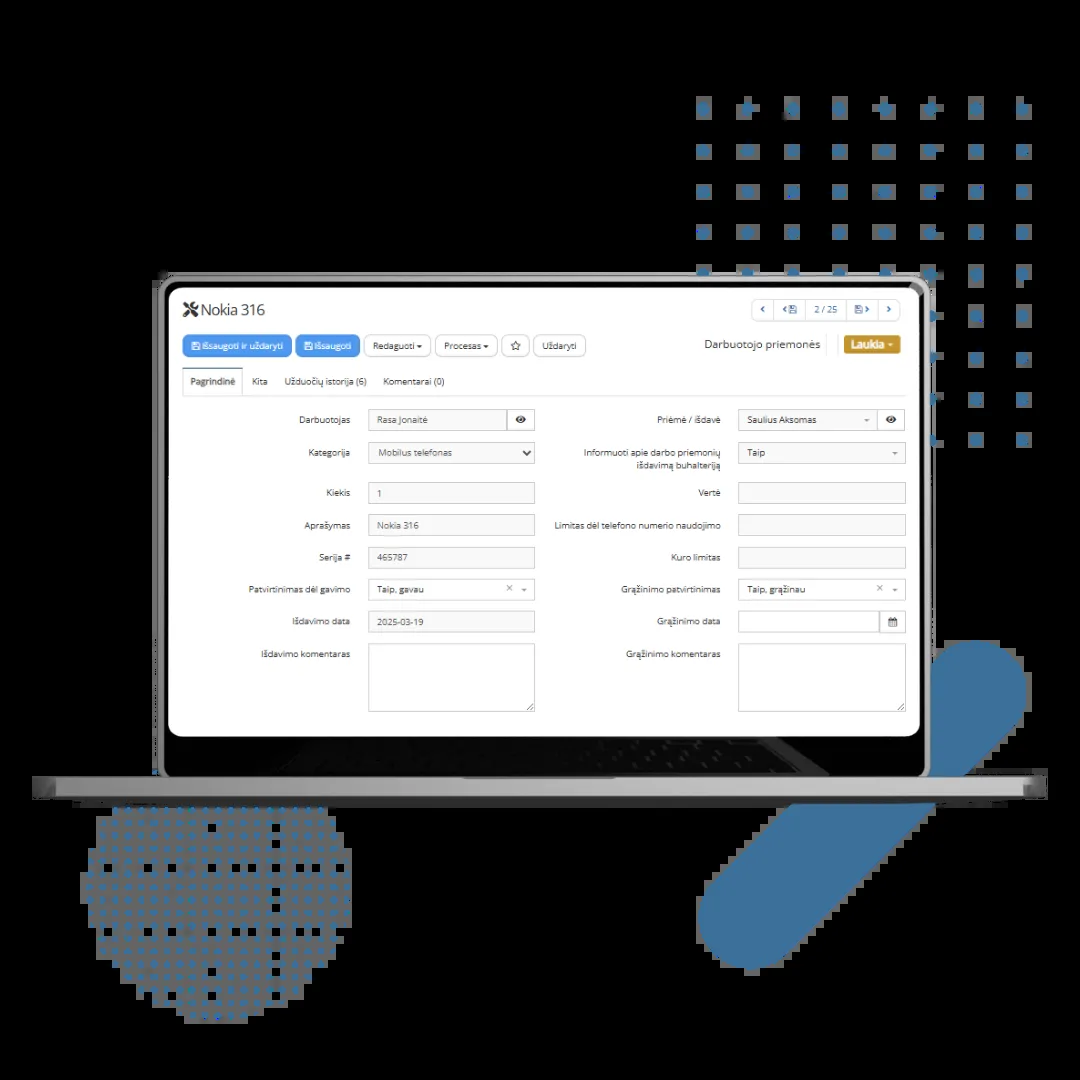 Nokia 316
2 / 25
Išsaugoti ir uždaryti
Išsaugoti
Redaguoti
Procesas
Uždaryti
Darbuotojo priemonės
Laukia
Pagrindinė
Kita
Užduočių istorija (6)
Komentarai (0)
Darbuotojas
Rasa Jonaitė
Priėmė / išdavė
Saulius Aksomas
Kategorija
Mobilus telefonas
Informuoti apie darbo priemonių
išdavimą buhalteriją
Taip
Kiekis
1
Vertė
Aprašymas
Nokia 316
Limitas dėl telefono numerio naudojimo
Serija #
465787
Kuro limitas
Patvirtinimas dėl gavimo
Taip, gavau
Grąžinimo patvirtinimas
Taip, grąžinau
Išdavimo data
2025-03-19
Grąžinimo data
Išdavimo komentaras
Grąžinimo komentaras